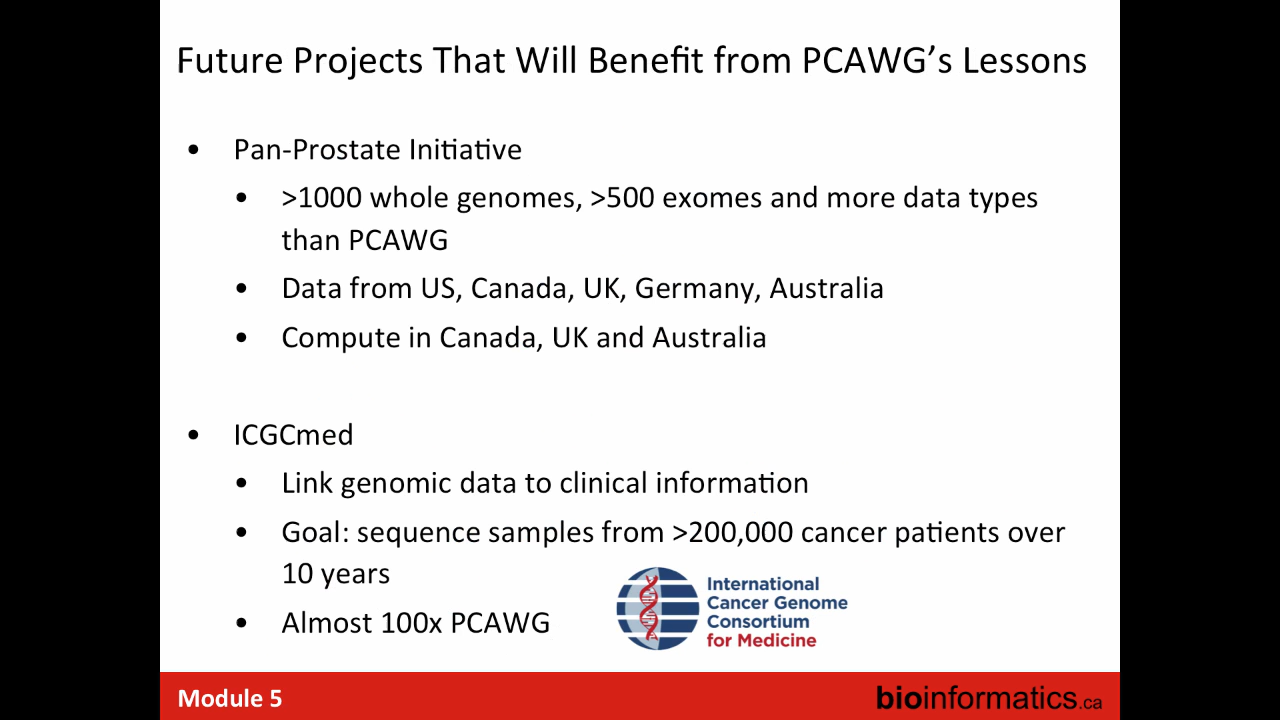 Future Projects That Will Benefit from PCAWG’s Lessons
• Pan-Prostate Initiative
• >1000 whole genomes, >500 exomes and more data types
than PCAWG
• Data from US, Canada, UK, Germany, Australia
• Compute in Canada, UK and Australia
• ICGCmed
• Link genomic data to clinical information
• Goal: sequence samples from >200,000 cancer patients over
10 years
• Almost 100x PCAWG
International
Cancer Genome
Consortium
for Medicine
Module 5
bioinformatics.ca